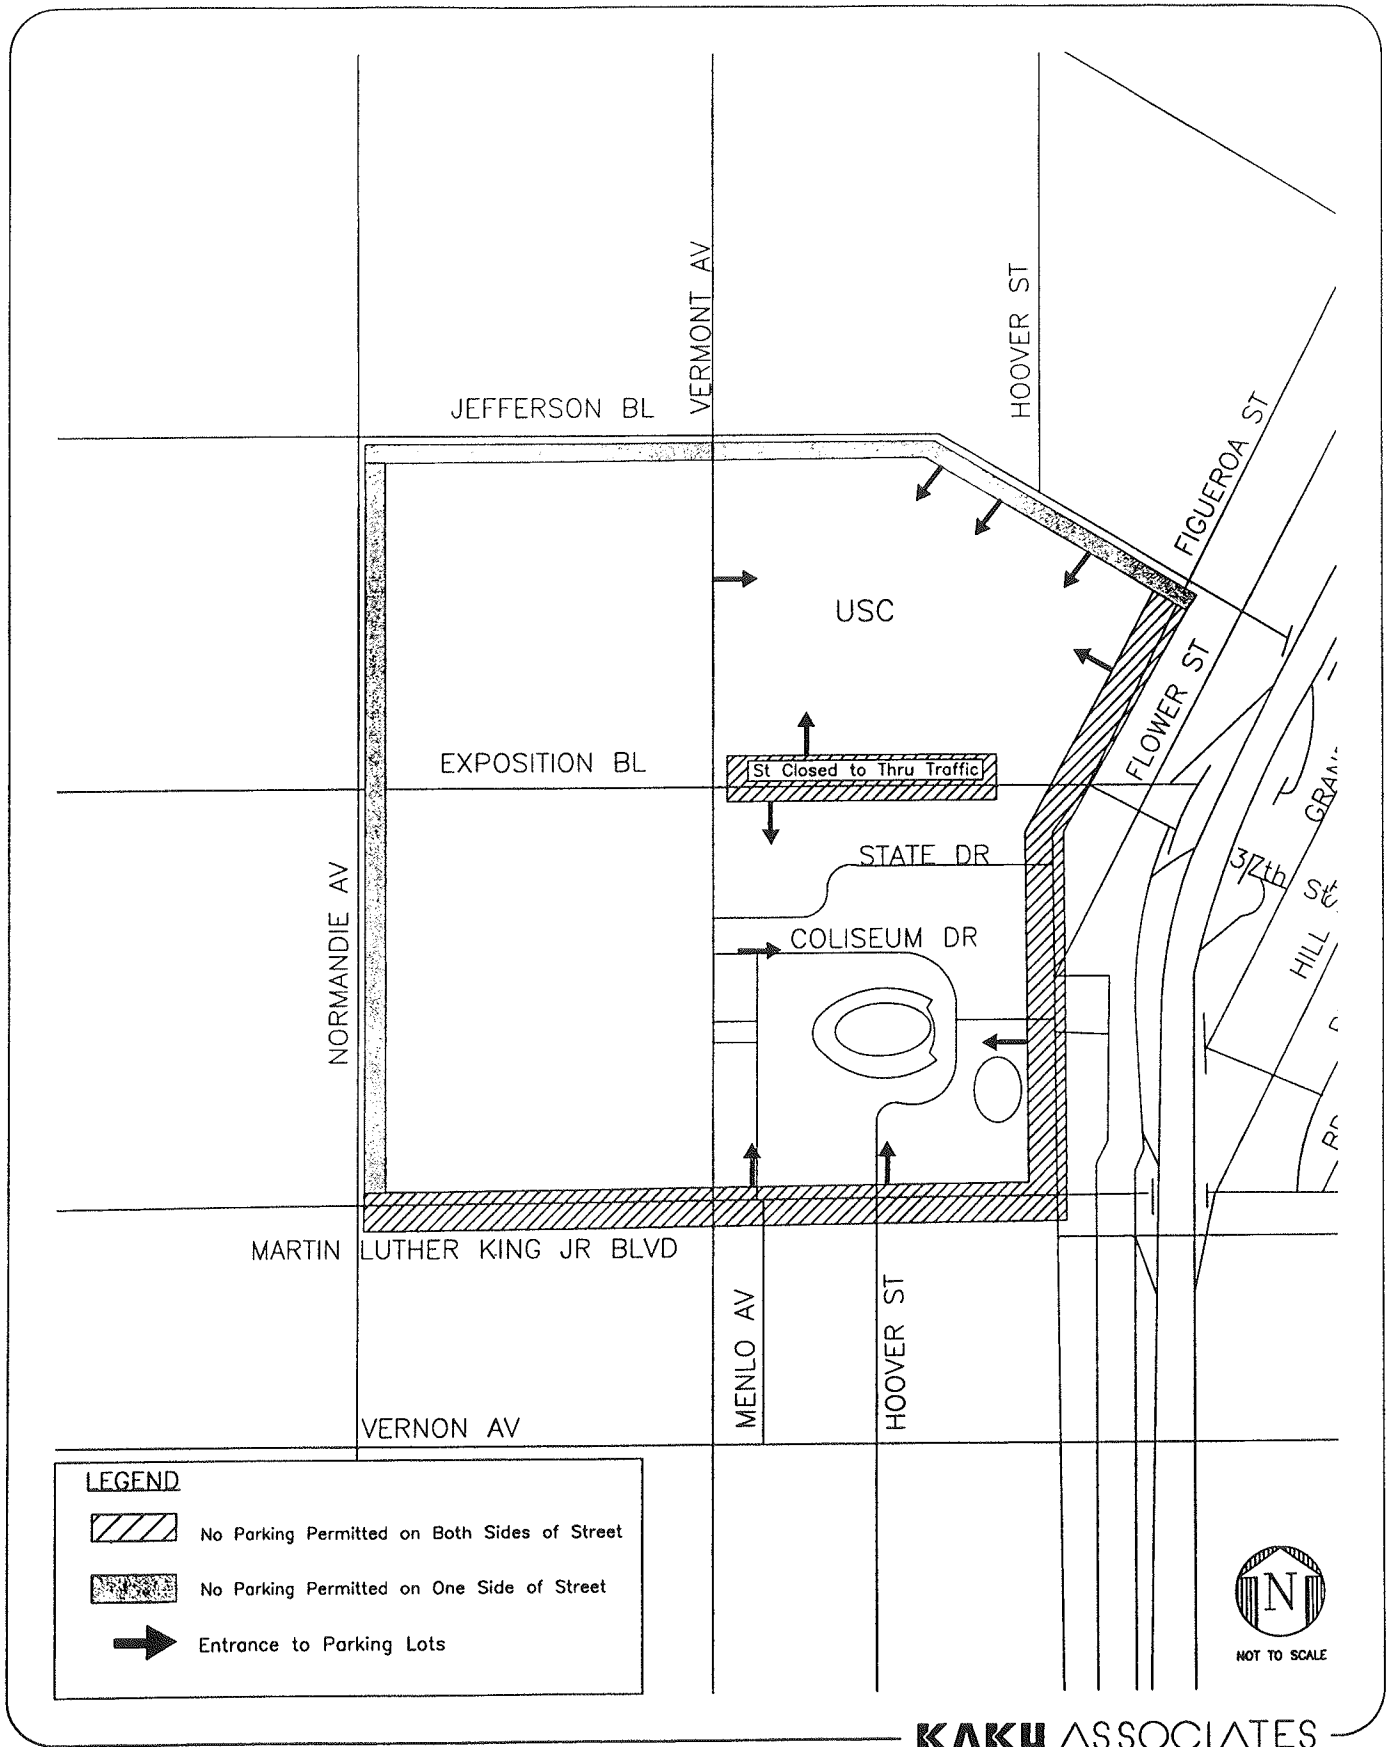 VERMONT AV
HOOVER ST
JEFFERSON BL
FIGUEROA ST
USC
FLOWER ST
EXPOSITION BL
St Closed to Thru Traffic
STATE DR
37th St
COLISEUM DR
HILL
NORMANDIE AV
MARTIN LUTHER KING JR BLVD
MENLO AV
HOOVER ST
VERNON AV
LEGEND
No Parking Permitted on Both Sides of Street
No Parking Permitted on One Side of Street
Entrance to Parking Lots
N
NOT TO SCALE
KAKU ASSOCIATES